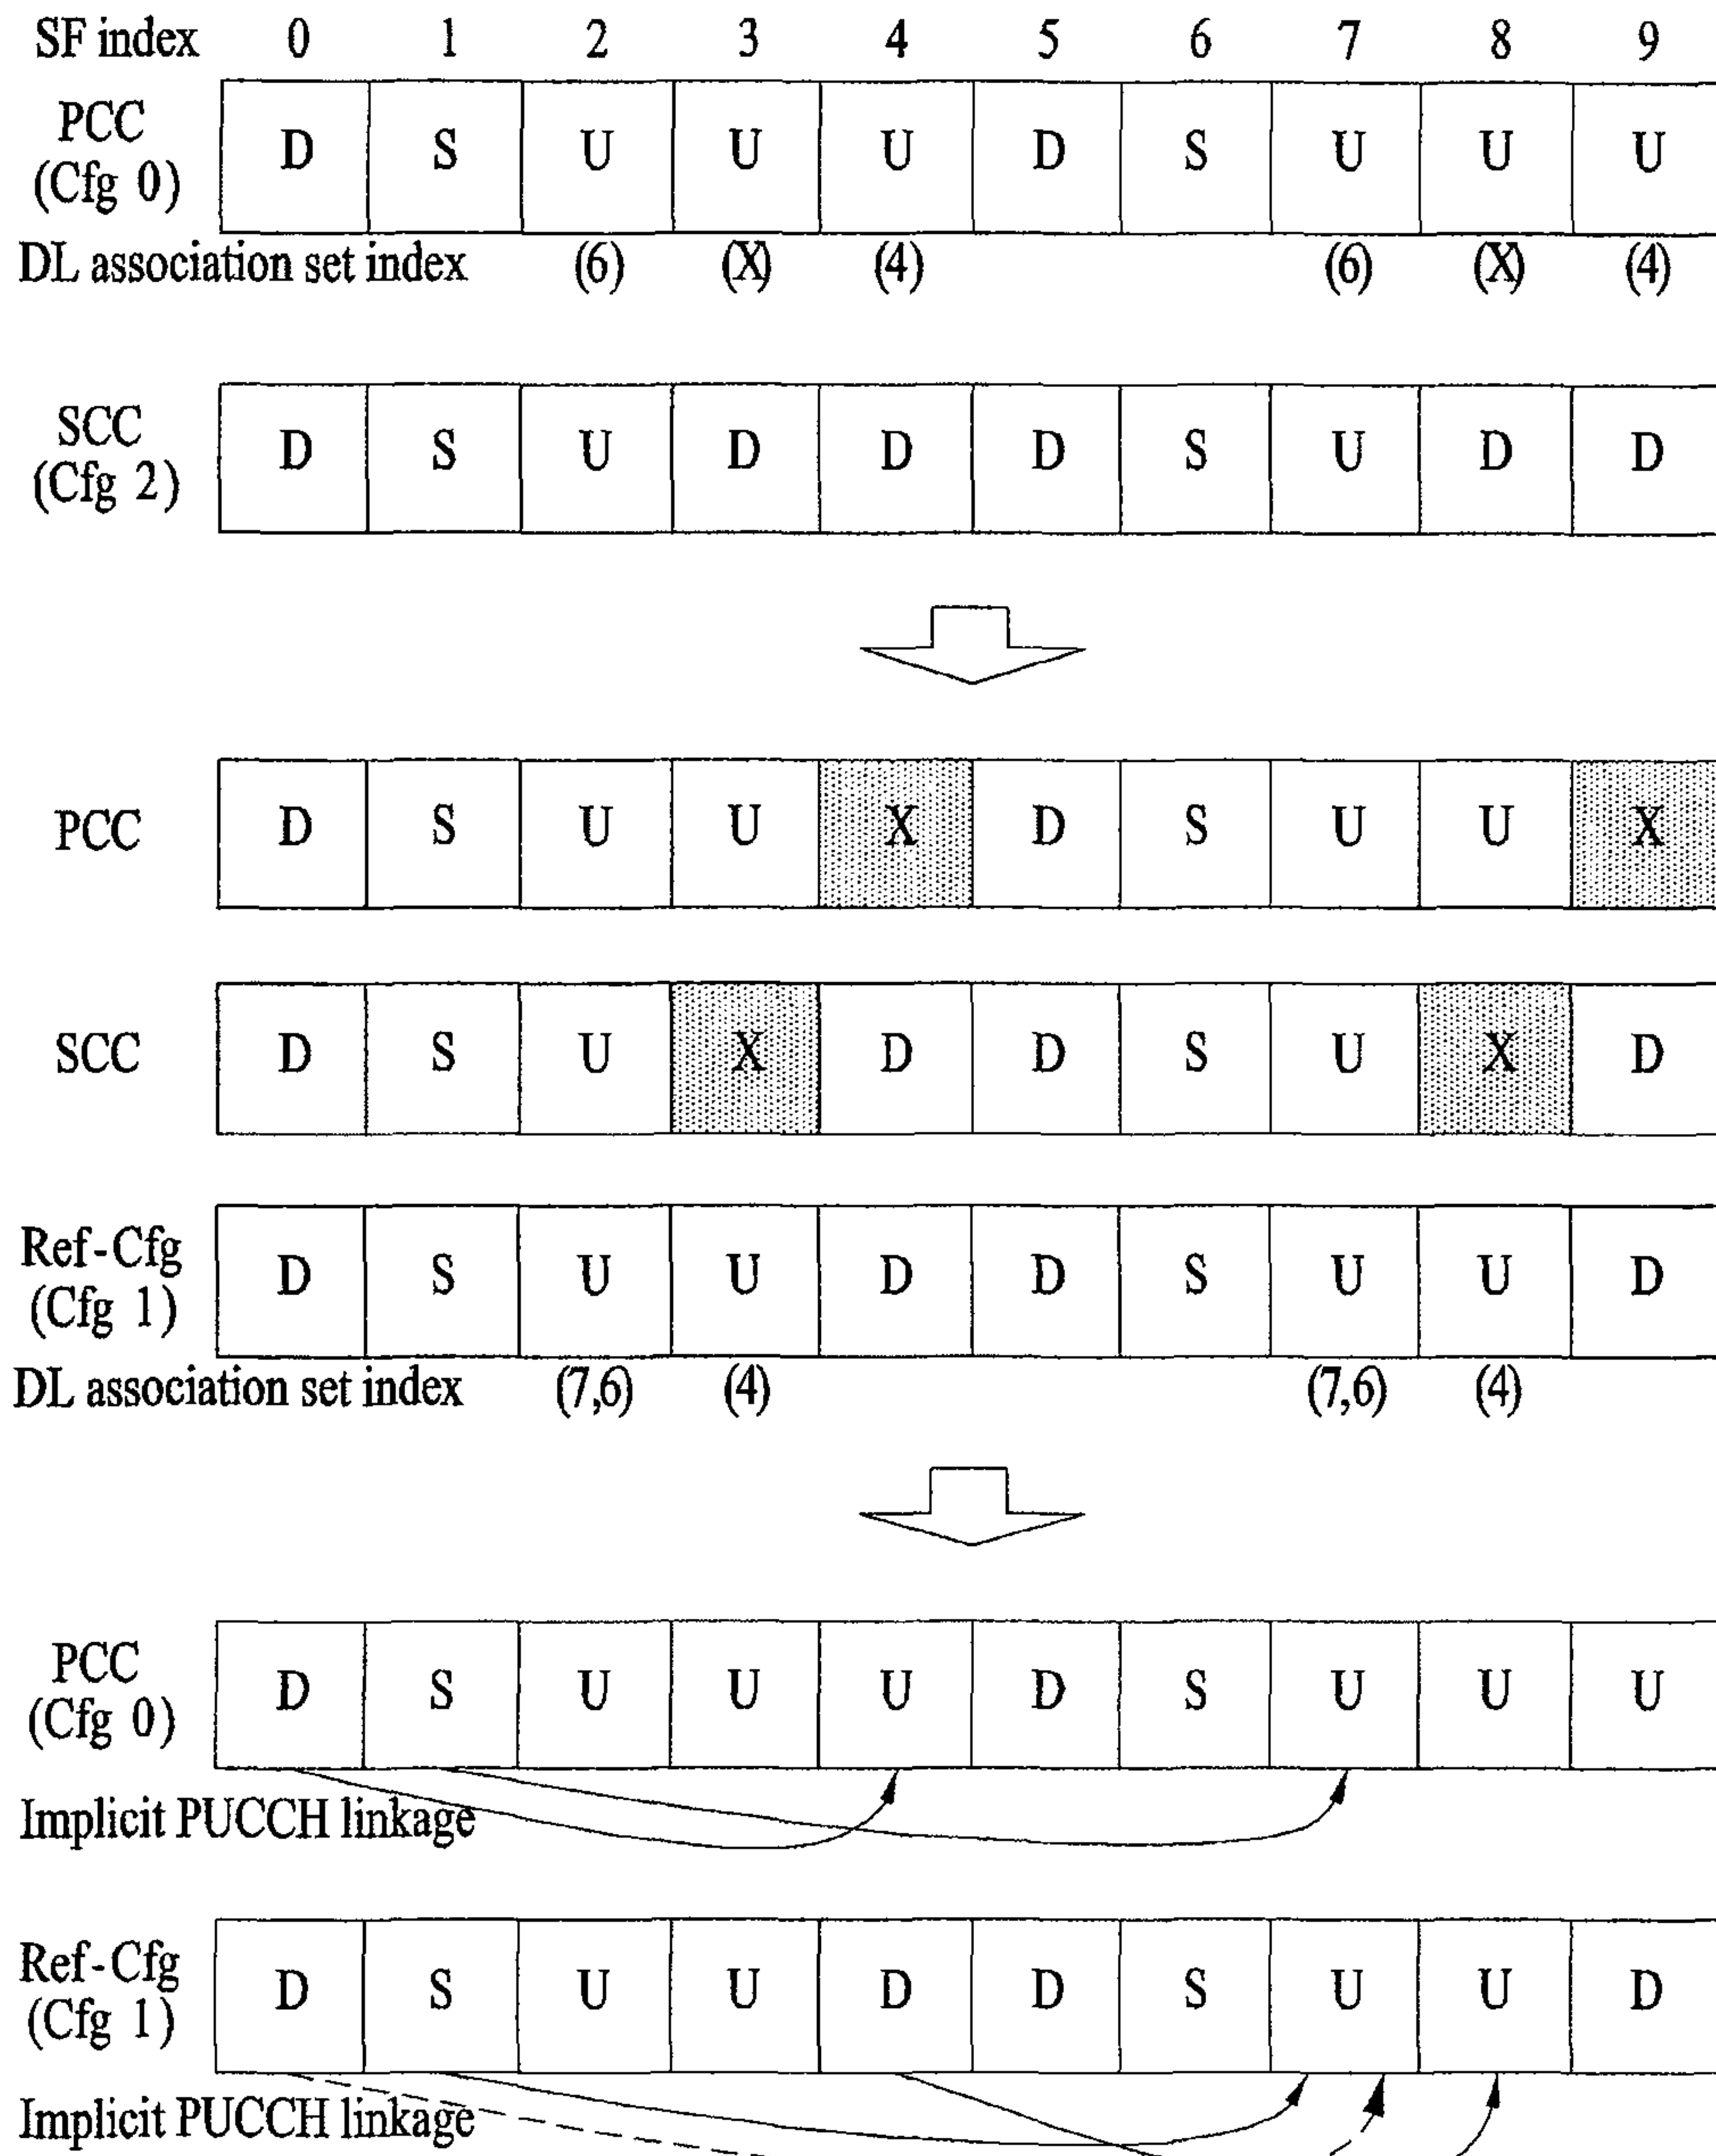 SF index 0 1 2 3 4 5 6 7 8 9
PCC
(Cfg 0)
D S U U U D S U U U
DL association set index (6) (X) (4) (6) (X) (4)
SCC
(Cfg 2)
D S U D D D S U D D
PCC D S U U X D S U U X
SCC D S U X D D S U X D
Ref-Cfg
(Cfg 1)
D S U U D D S U U D
DL association set index (7,6) (4) (7,6) (4)
PCC
(Cfg 0)
D S U U U D S U U U
Implicit PUCCH linkage
Ref-Cfg
(Cfg 1)
D S U U D D S U U D
Implicit PUCCH linkage